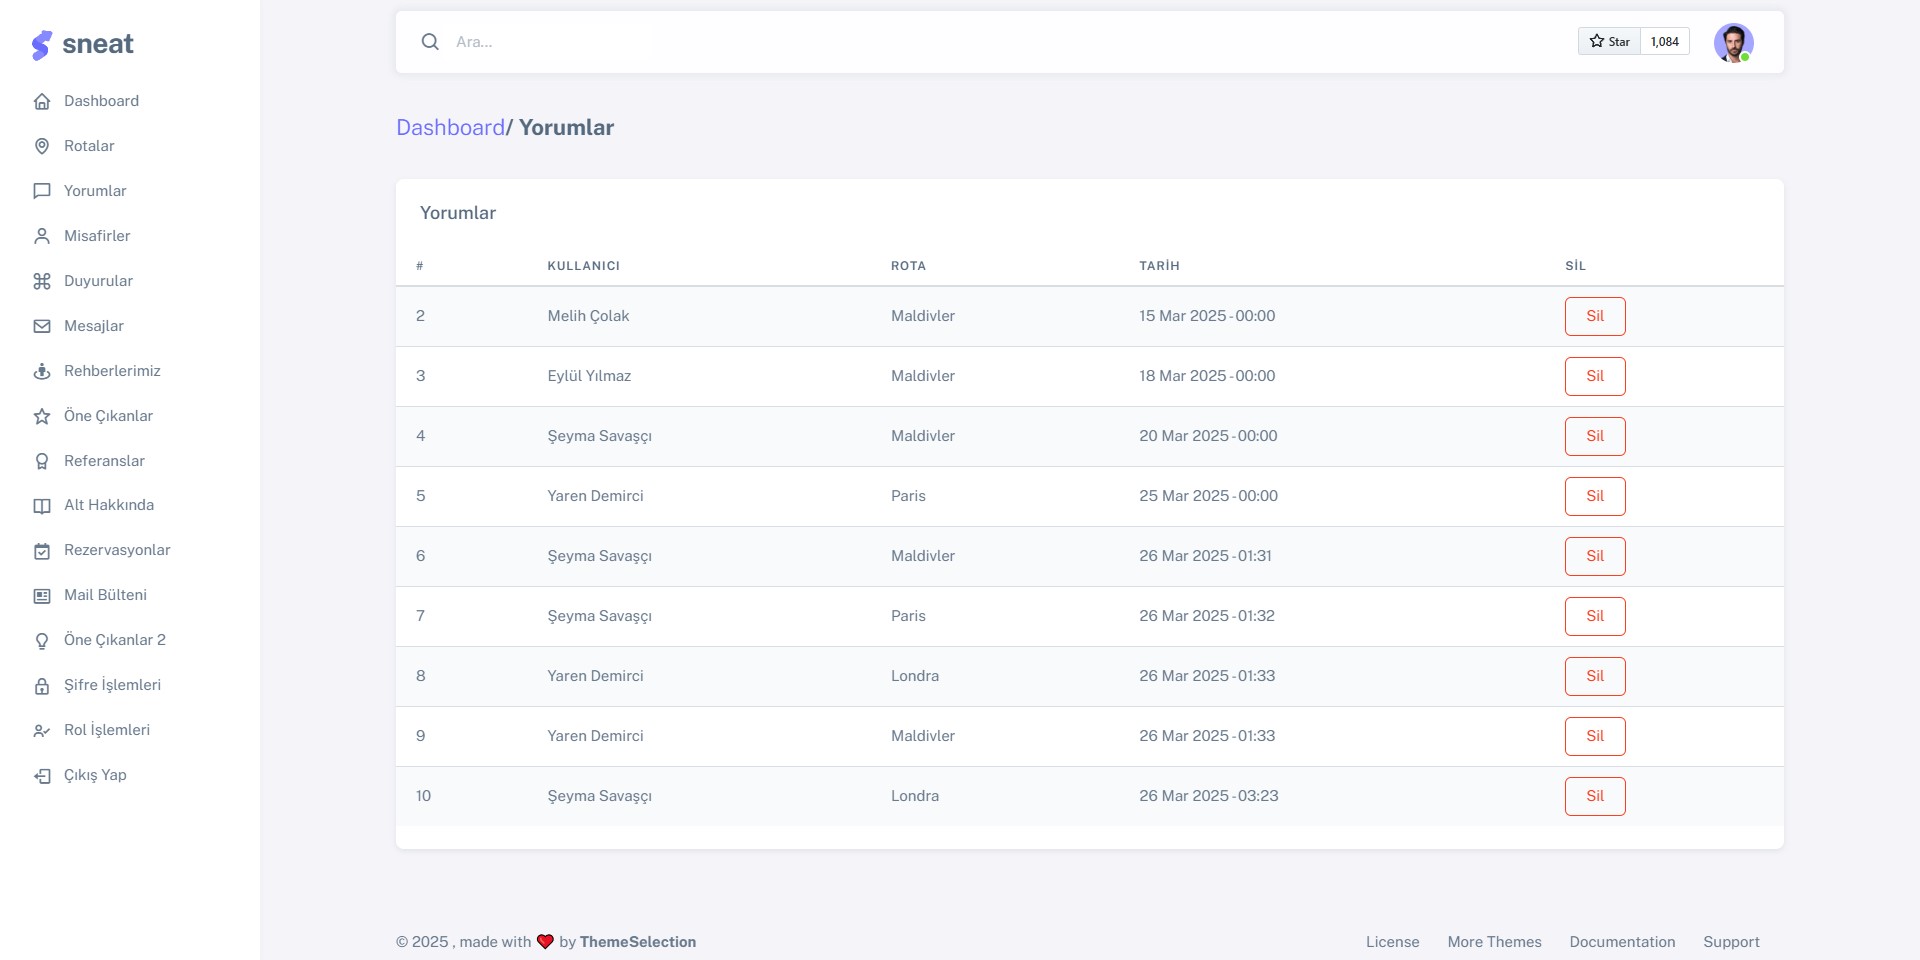 sneat
Dashboard
Rotalar
Yorumlar
Misafirler
Duyurular
Mesajlar
Rehberlerimiz
Öne Çıkanlar
Referanslar
Alt Hakkında
Rezervasyonlar
Mail Bülteni
Öne Çıkanlar 2
Şifre İşlemleri
Rol İşlemleri
Çıkış Yap
Ara... Star 1,084
Dashboard/ Yorumlar
Yorumlar
# KULLANICI ROTA TARİH SİL
2 Melih Çolak Maldivler 15 Mar 2025 - 00:00 Sil
3 Eylül Yılmaz Maldivler 18 Mar 2025 - 00:00 Sil
4 Şeyma Savaşçı Maldivler 20 Mar 2025 - 00:00 Sil
5 Yaren Demirci Paris 25 Mar 2025 - 00:00 Sil
6 Şeyma Savaşçı Maldivler 26 Mar 2025 - 01:31 Sil
7 Şeyma Savaşçı Paris 26 Mar 2025 - 01:32 Sil
8 Yaren Demirci Londra 26 Mar 2025 - 01:33 Sil
9 Yaren Demirci Maldivler 26 Mar 2025 - 01:33 Sil
10 Şeyma Savaşçı Londra 26 Mar 2025 - 03:23 Sil
© 2025 , made with ❤️ by ThemeSelection License More Themes Documentation Support